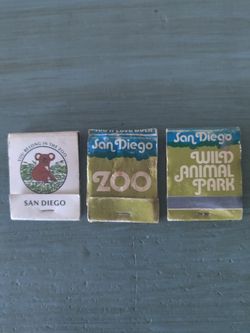 YOU BELONG IN THE ZOO
SAN DIEGO
San Diego
ZOO
San Diego
WILD
ANIMAL
PARK